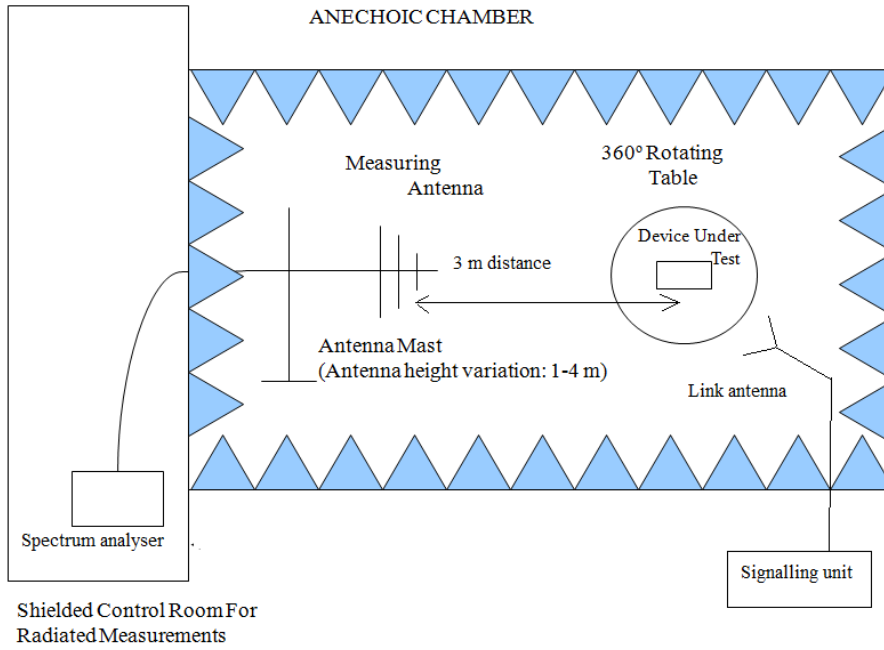 ANECHOIC CHAMBER
Measuring
Antenna
360º Rotating
Table
Device Under
Test
3 m distance
Antenna Mast
(Antenna height variation: 1-4 m)
Link antenna
Spectrum analyser
Signalling unit
Shielded Control Room For
Radiated Measurements